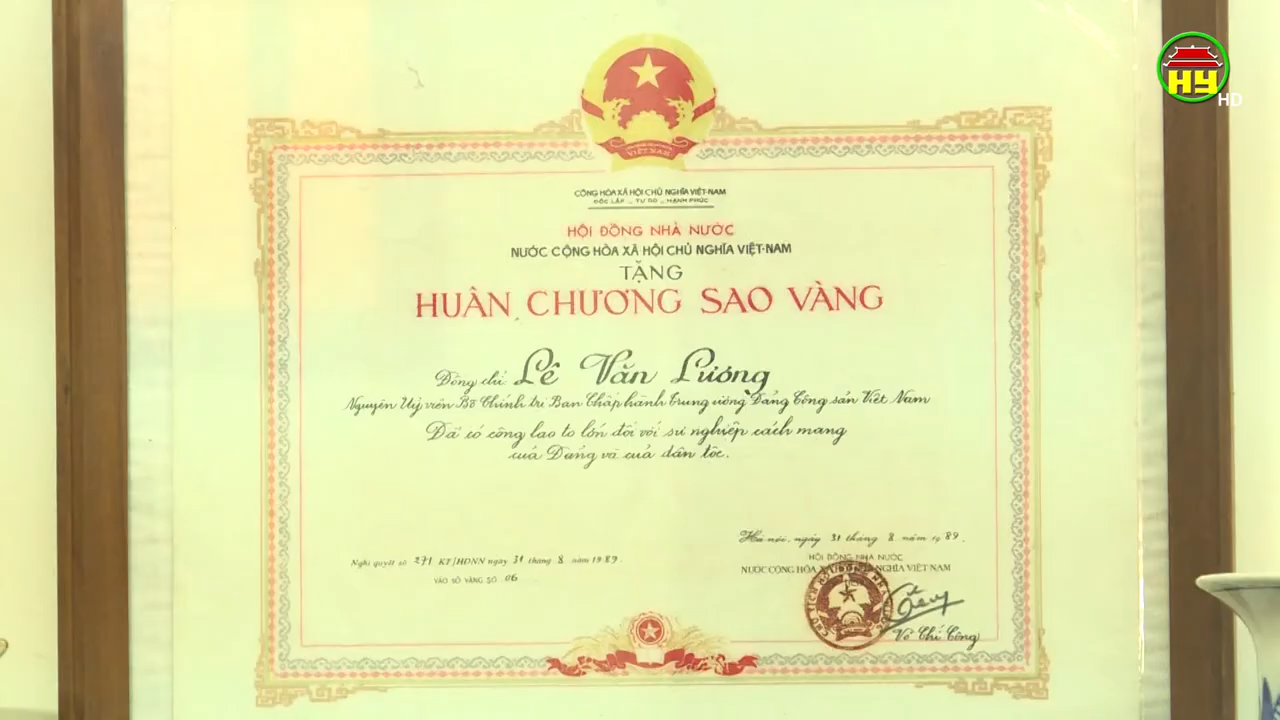 HY
HD
VIỆT NAM
CỘNG HÒA XÃ HỘI CHỦ NGHĨA VIỆT-NAM
ĐỘC LẬP _ TỰ DO _ HẠNH PHÚC
HỘI ĐỒNG NHÀ NƯỚC
NƯỚC CỘNG HÒA XÃ HỘI CHỦ NGHĨA VIỆT-NAM
TẶNG
HUÂN CHƯƠNG SAO VÀNG
Đồng chí Lê Văn Lương
Nguyên Uỷ viên Bộ Chính trị Ban Chấp hành Trung ương Đảng Cộng sản Việt Nam
Đã có công lao to lớn đối với sự nghiệp cách mạng
của Đảng và của dân tộc.
Hà-nội, ngày 31 tháng 8 năm 1989.
HỘI ĐỒNG NHÀ NƯỚC
NƯỚC CỘNG HÒA XÃ HỘI CHỦ NGHĨA VIỆT NAM
Nghị quyết số 271 KT/HĐNN ngày 31 tháng 8 năm 1989.
VÀO SỔ VÀNG SỐ 06
Võ Chí Công